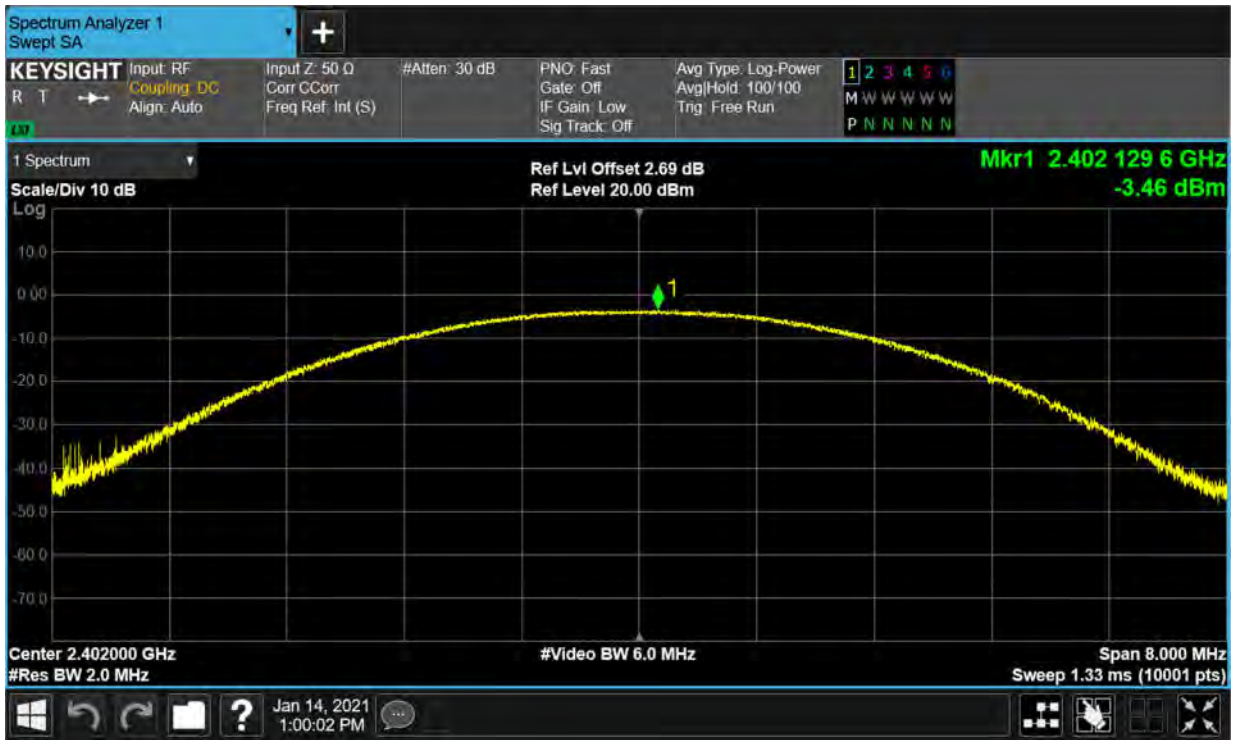 Spectrum Analyzer 1
Swept SA
+
KEYSIGHT
R T
LXI
Input: RF
Coupling: DC
Align: Auto
Input Z: 50 Ω
Corr CCorr
Freq Ref: Int (S)
#Atten: 30 dB
PNO: Fast
Gate: Off
IF Gain: Low
Sig Track: Off
Avg Type: Log-Power
Avg|Hold: 100/100
Trig: Free Run
1 2 3 4 5 6
M W W W W W
P N N N N N
1 Spectrum
Scale/Div 10 dB
Log
Ref Lvl Offset 2.69 dB
Ref Level 20.00 dBm
Mkr1 2.402 129 6 GHz
-3.46 dBm
10.0
0.00
-10.0
-20.0
-30.0
-40.0
-50.0
-60.0
-70.0
1
Center 2.402000 GHz
#Res BW 2.0 MHz
#Video BW 6.0 MHz
Span 8.000 MHz
Sweep 1.33 ms (10001 pts)
?
Jan 14, 2021
1:00:02 PM